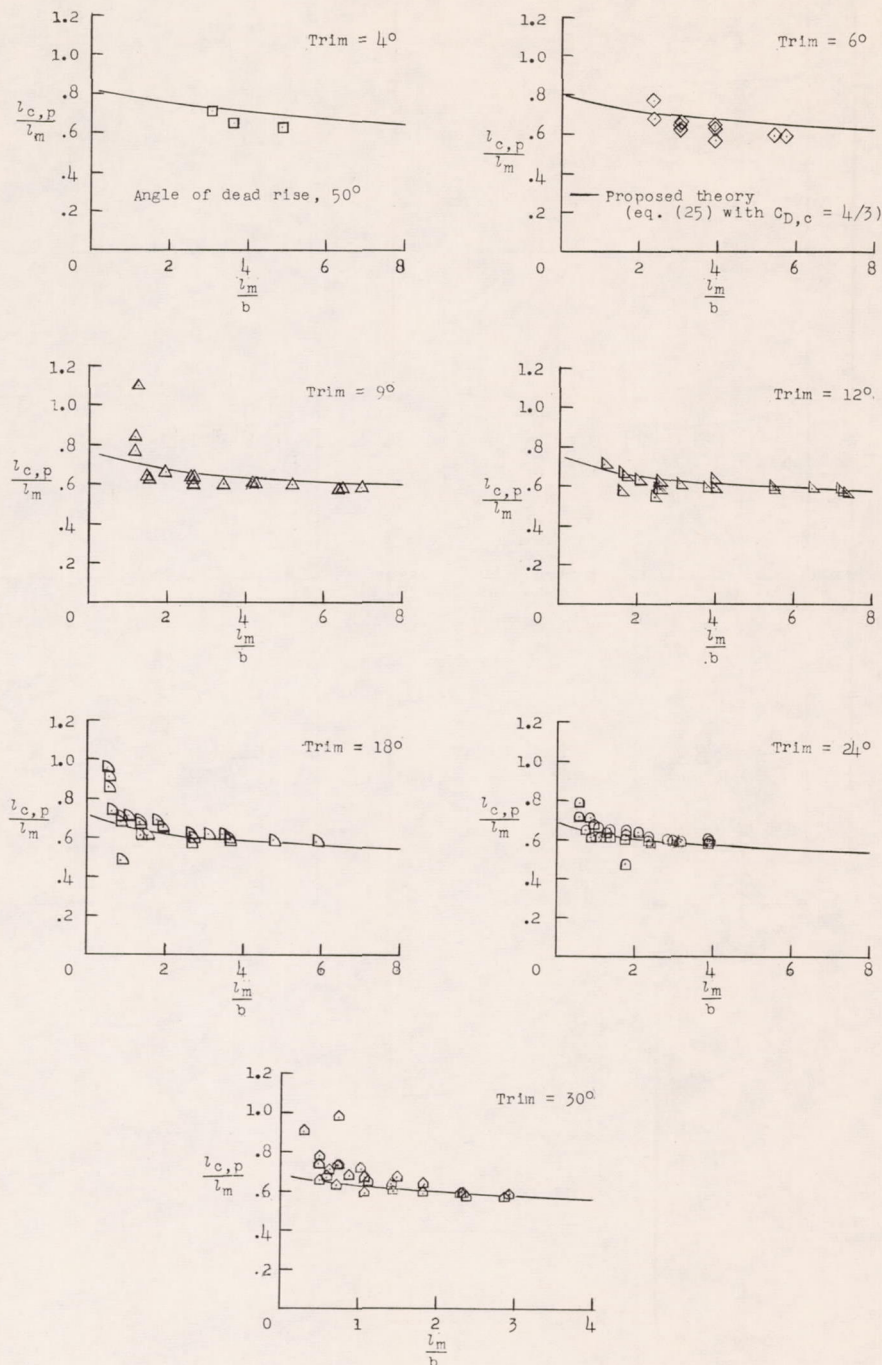 1.2
Trim = 4°
1.0
.8
l_c,p
l_m
.6
.4
Angle of dead rise, 50°
.2
0
2
4
6
8
l_m
b
1.2
Trim = 6°
1.0
.8
l_c,p
l_m
.6
.4
Proposed theory
(eq. (25) with C_D,c = 4/3)
.2
0
2
4
6
8
l_m
b
1.2
Trim = 9°
1.0
.8
l_c,p
l_m
.6
.4
.2
0
2
4
6
8
l_m
b
1.2
Trim = 12°
1.0
.8
l_c,p
l_m
.6
.4
.2
0
2
4
6
8
l_m
b
1.2
Trim = 18°
1.0
.8
l_c,p
l_m
.6
.4
.2
0
2
4
6
8
l_m
b
1.2
Trim = 24°
1.0
.8
l_c,p
l_m
.6
.4
.2
0
2
4
6
8
l_m
b
1.2
Trim = 30°
1.0
.8
l_c,p
l_m
.6
.4
.2
0
1
2
3
4
l_m
b